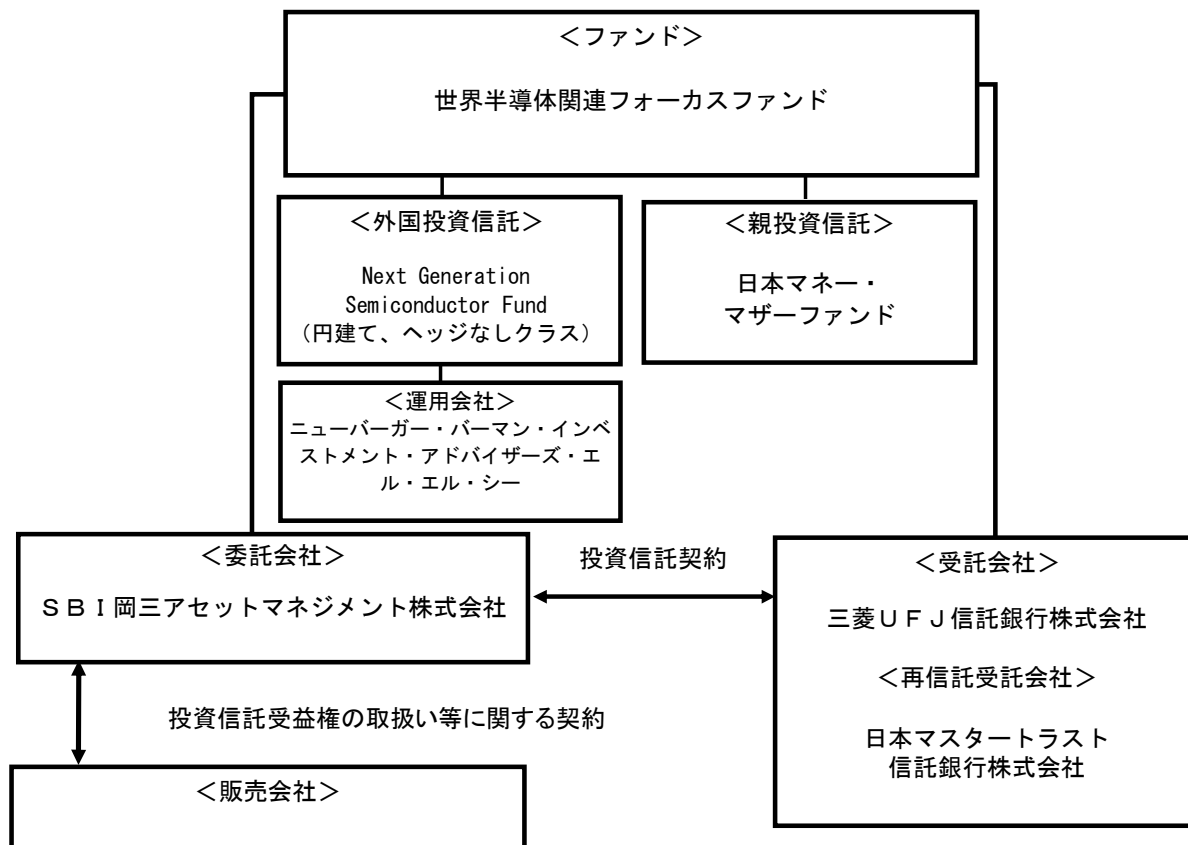 ＜ファンド＞
世界半導体関連フォーカスファンド
＜外国投資信託＞
Next Generation
Semiconductor Fund
（円建て、ヘッジなしクラス）
＜親投資信託＞
日本マネー・
マザーファンド
＜運用会社＞
ニューバーガー・バーマン・インベ
ストメント・アドバイザーズ・エ
ル・エル・シー
＜委託会社＞
ＳＢＩ岡三アセットマネジメント株式会社
投資信託契約
＜受託会社＞
三菱ＵＦＪ信託銀行株式会社
＜再信託受託会社＞
日本マスタートラスト
信託銀行株式会社
投資信託受益権の取扱い等に関する契約
＜販売会社＞